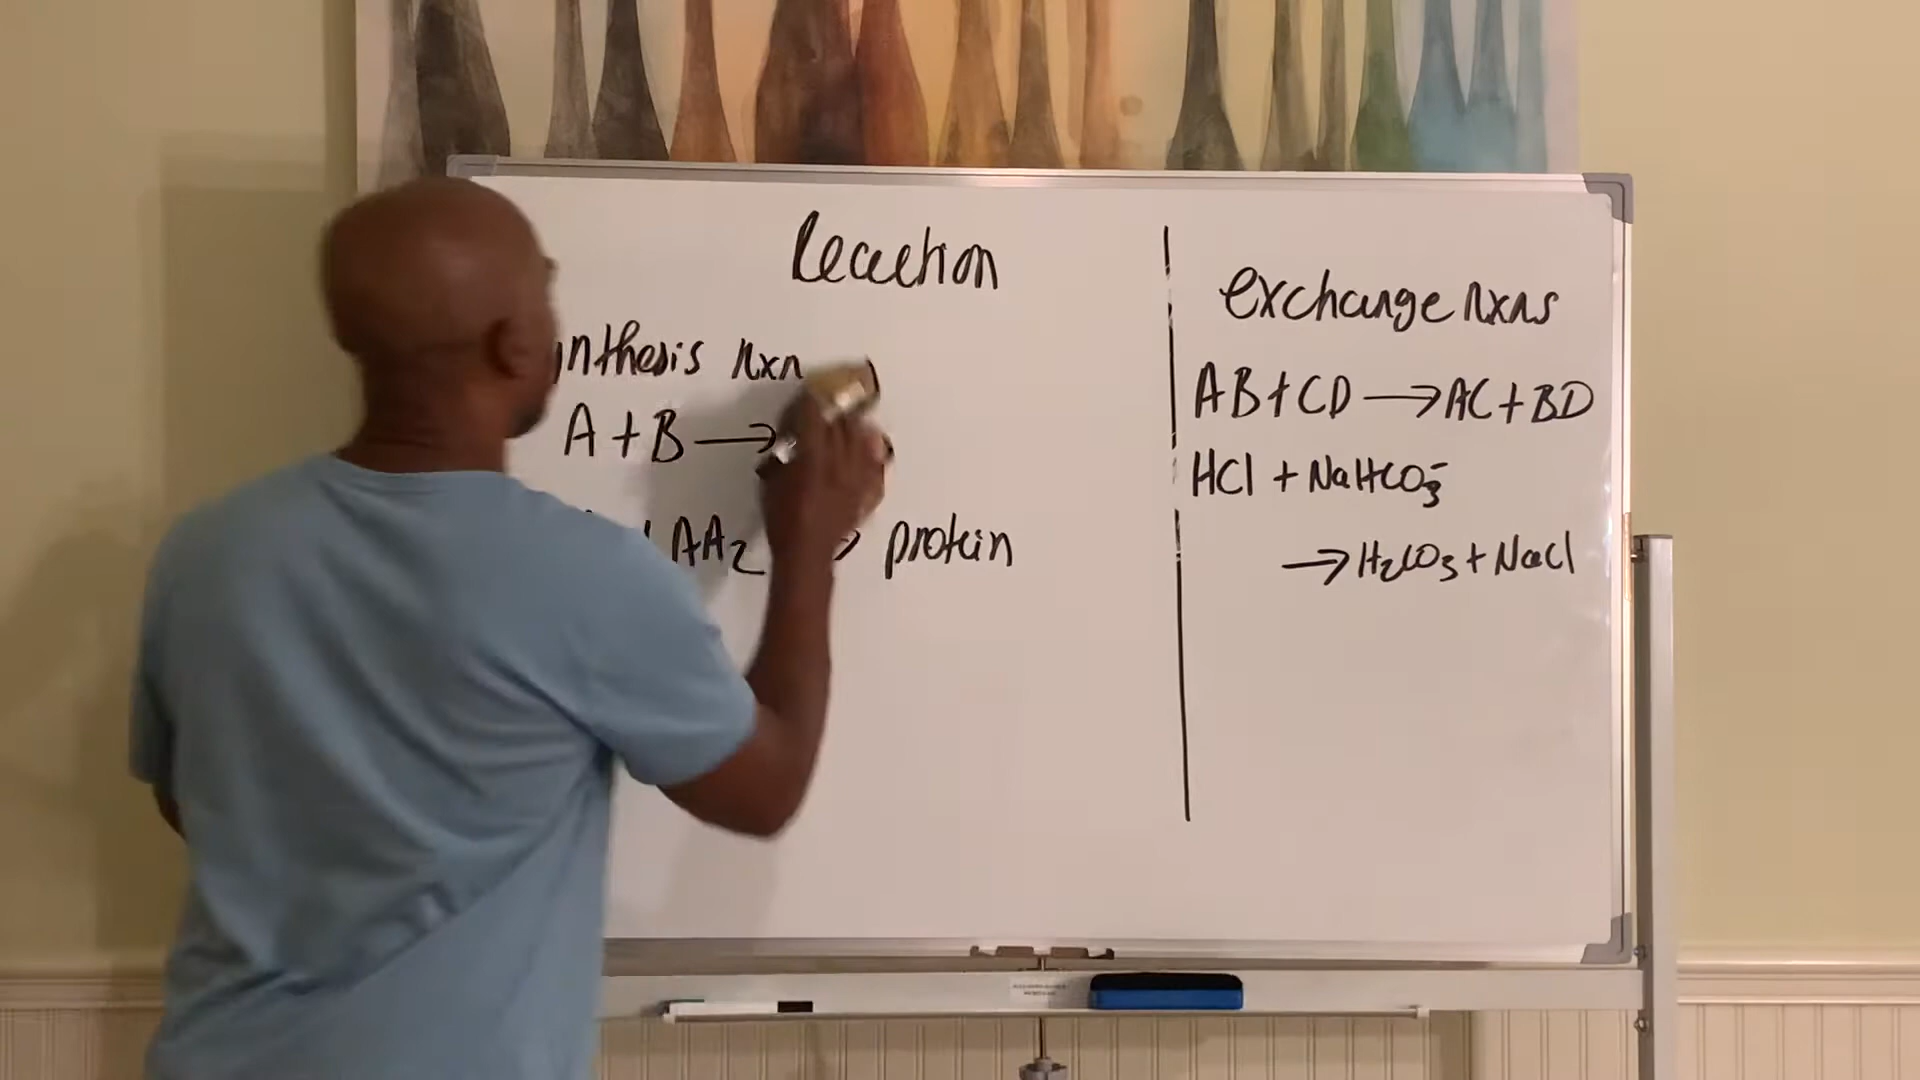 Reaction
nthesis rxn
A + B →
AA2 → protein
exchange rxns
AB + CD → AC + BD
HCl + NaHCO3-
→ H2CO3 + NaCl